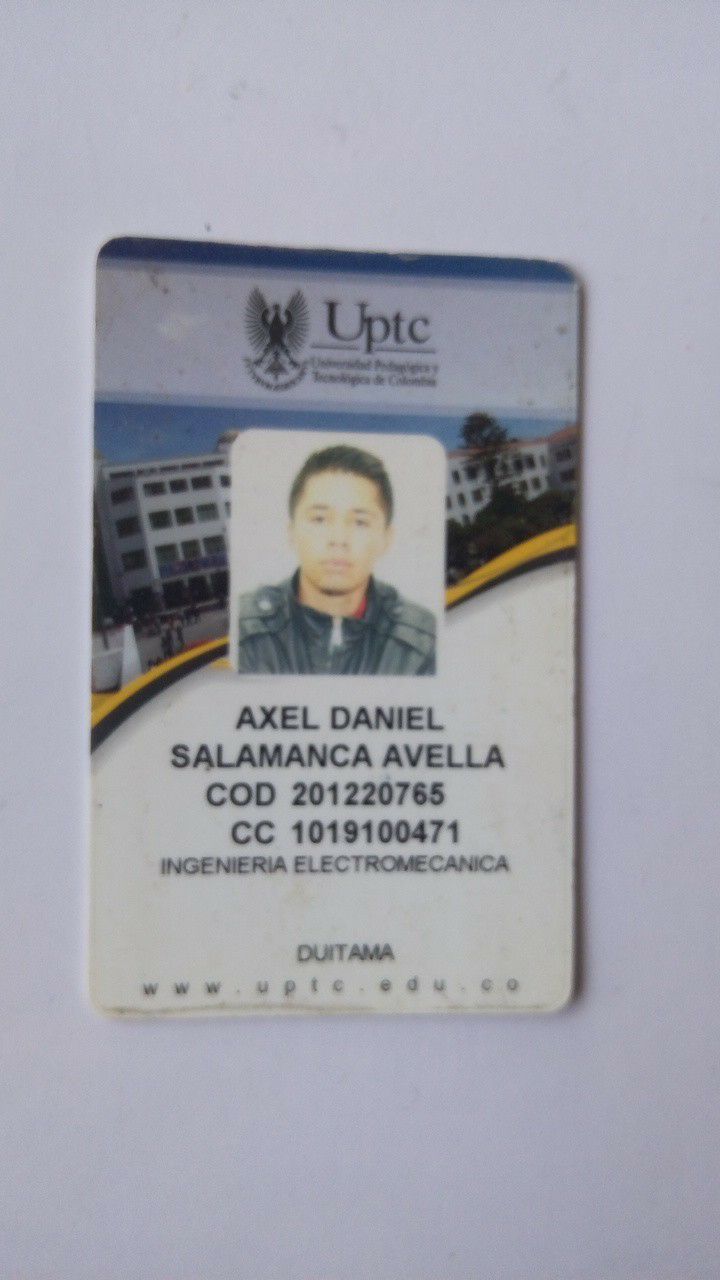 Uptc
Universidad Pedagógica y
Tecnológica de Colombia
AXEL DANIEL
SALAMANCA AVELLA
COD 201220765
CC 1019100471
INGENIERIA ELECTROMECANICA
DUITAMA
www.uptc.edu.co